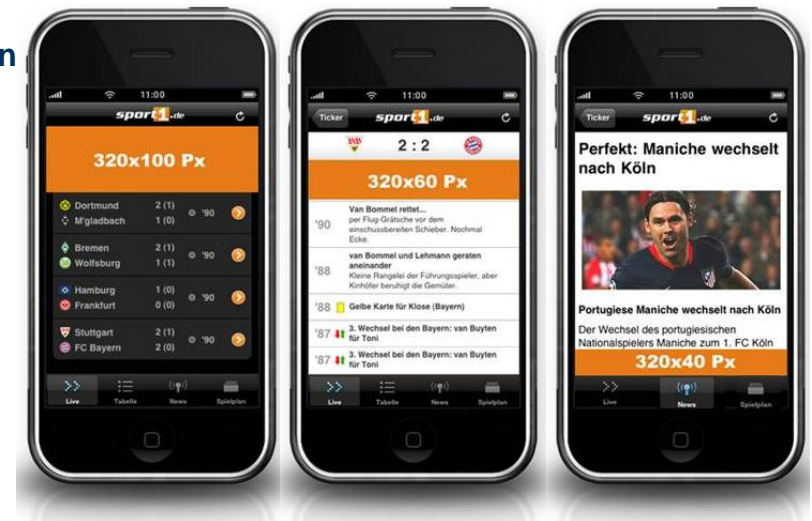 n
11:00
sport1.de
320x100 Px
Dortmund 2 (1)
M'gladbach 1 (0)
'90
Bremen 2 (1)
Wolfsburg 1 (1)
'90
Hamburg 1 (0)
Frankfurt 0 (0)
'90
Stuttgart 2 (1)
FC Bayern 2 (0)
'90
Live Tabelle News Spielplan
11:00
Ticker sport1.de
2 : 2
320x60 Px
Van Bommel rettet...
'90 per Flug-Grätsche vor dem
einschussbereiten Schieber. Nochmal
Ecke.
van Bommel und Lehmann geraten
aneinander
'88 Kleine Rangelei der Führungsspieler, aber
Kinhöfer beruhigt die Gemüter.
'88 Gelbe Karte für Klose (Bayern)
'87 3. Wechsel bei den Bayern: van Buyten
für Toni
'87 3. Wechsel bei den Bayern: van Buyten
für Toni
Live Tabelle News Spielplan
11:00
Ticker sport1.de
Perfekt: Maniche wechselt
nach Köln
Portugiese Maniche wechselt nach Köln
Der Wechsel des portugiesischen
Nationalspielers Maniche zum 1. FC Köln
320x40 Px
Live News Spielplan